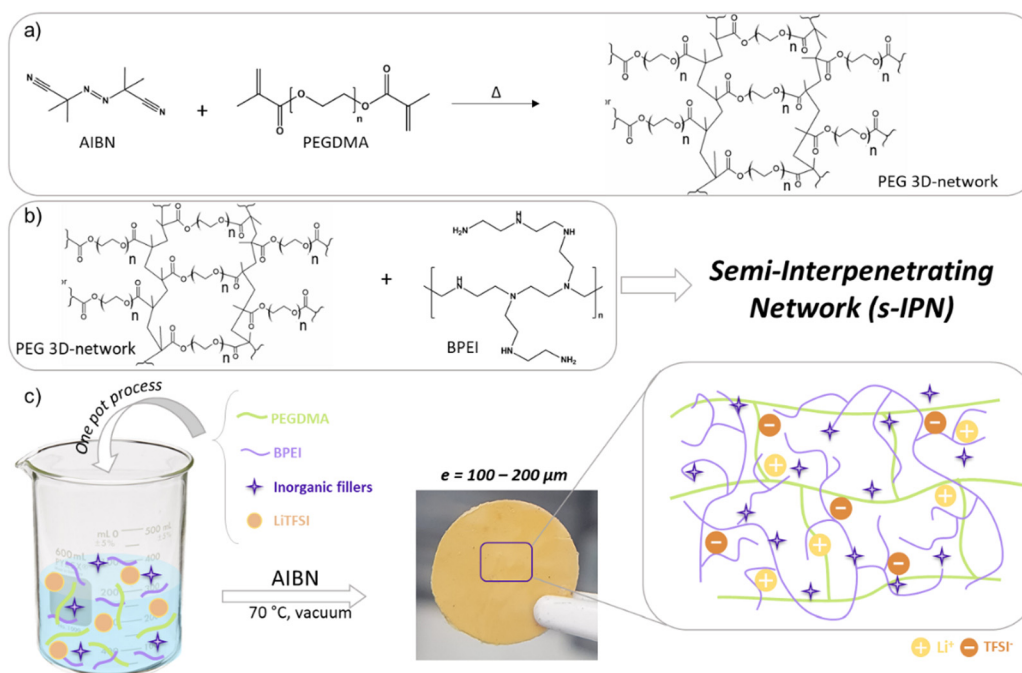 a)
AIBN
+
PEGDMA
Δ
PEG 3D-network
b)
PEG 3D-network
+
BPEI
Semi-Interpenetrating
Network (s-IPN)
c)
One pot process
PEGDMA
BPEI
Inorganic fillers
LiTFSI
AIBN
70 °C, vacuum
e = 100 – 200 µm
Li⁺
TFSI⁻